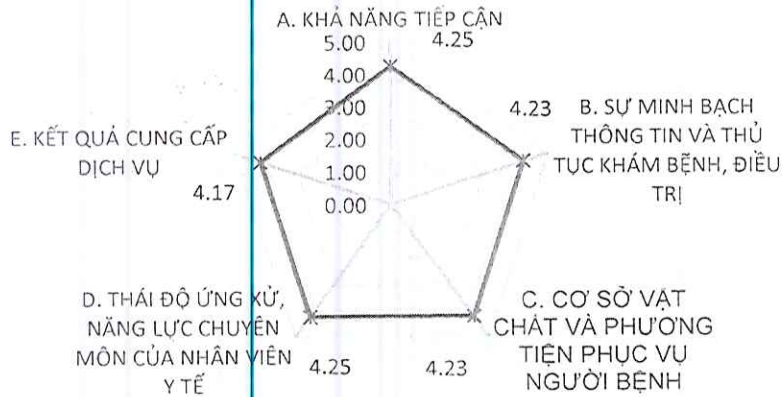 A. KHẢ NĂNG TIẾP CẬN
4.25
5.00
4.00
3.00
2.00
1.00
0.00
4.23
B. SỰ MINH BẠCH
THÔNG TIN VÀ THỦ
TỤC KHÁM BỆNH, ĐIỀU
TRỊ
C. CƠ SỞ VẬT
CHẤT VÀ PHƯƠNG
TIỆN PHỤC VỤ
NGƯỜI BỆNH
4.23
D. THÁI ĐỘ ỨNG XỬ,
NĂNG LỰC CHUYÊN
MÔN CỦA NHÂN VIÊN
Y TẾ
4.25
E. KẾT QUẢ CUNG CẤP
DỊCH VỤ
4.17